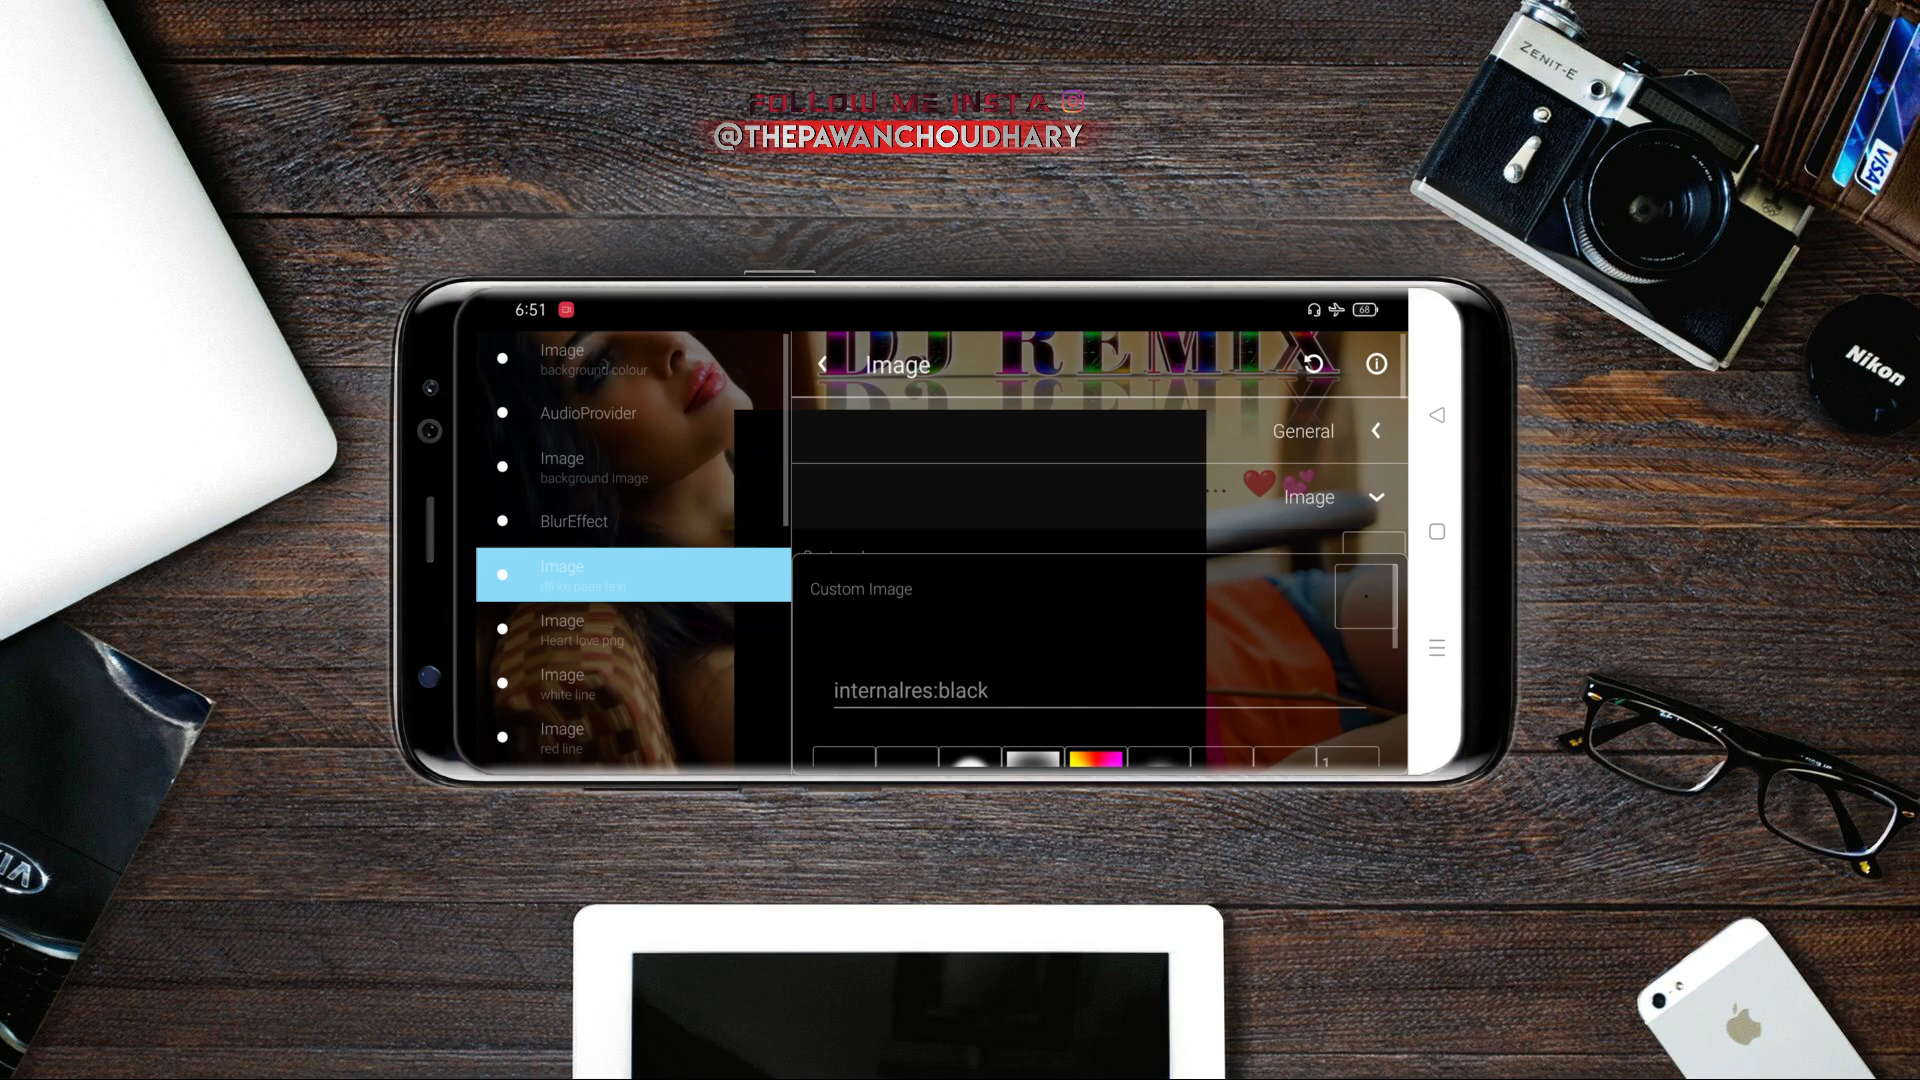 FOLLOW ME INSTA
@THEPAWANCHOUDHARY
ZENIT-E
VISA
Nikon
6:51
68
Image
background colour
AudioProvider
Image
background Image
BlurEffect
Image
dil ke paas text
Image
Heart love png
Image
white line
Image
red line
DJ REMIX
Image
General
Image
Custom Image
internalres:black
1
KIA